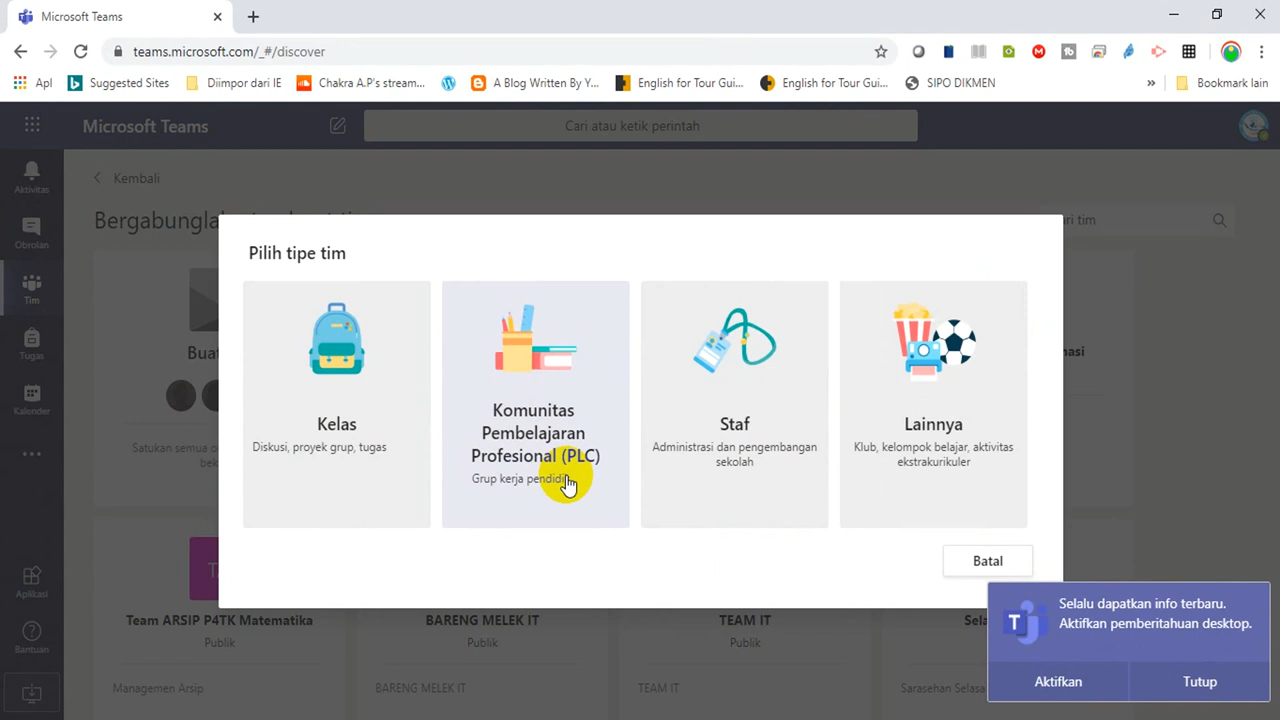 Microsoft Teams
teams.microsoft.com/_#/discover
Apl
Suggested Sites
Diimpor dari IE
Chakra A.P's stream...
A Blog Written By Y...
English for Tour Gui...
English for Tour Gui...
SIPO DIKMEN
»
Bookmark lain
Microsoft Teams
Cari atau ketik perintah
Aktivitas
Obrolan
Tim
Tugas
Kalender
Aplikasi
Bantuan
Kembali
tim
Pilih tipe tim
Kelas
Diskusi, proyek grup, tugas
Komunitas
Pembelajaran
Profesional (PLC)
Grup kerja
Staf
Administrasi dan pengembangan
sekolah
Lainnya
Klub, kelompok belajar, aktivitas
ekstrakurikuler
Batal
Satukan semua
Team ARSIP P4TK Matematika
Publik
Managemen Arsip
BARENG MELEK IT
Publik
BARENG MELEK IT
TEAM IT
Publik
TEAM IT
Sarasehan Selasa
Selalu dapatkan info terbaru.
Aktifkan pemberitahuan desktop.
Aktifkan
Tutup